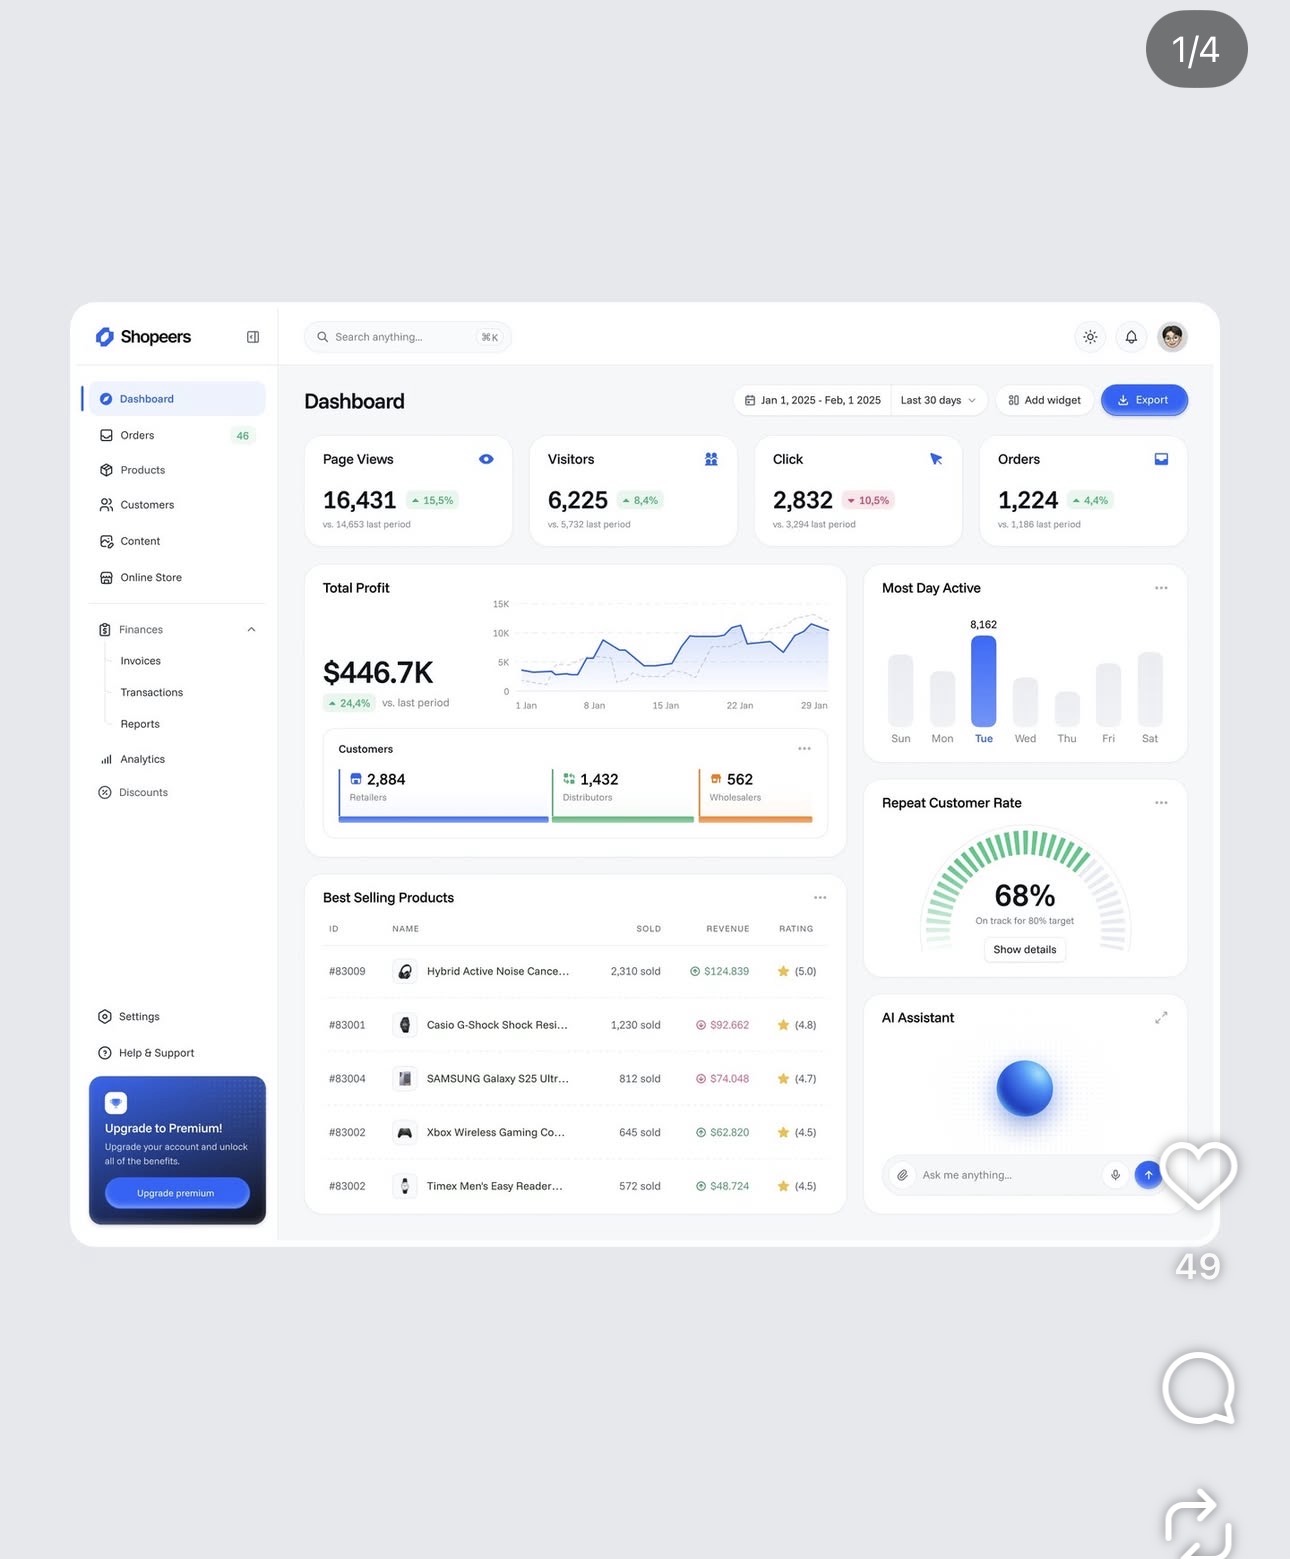 1/4
Shopeers
Search anything...
⌘K
Dashboard
Orders
46
Products
Customers
Content
Online Store
Finances
Invoices
Transactions
Reports
Analytics
Discounts
Settings
Help & Support
Upgrade to Premium!
Upgrade your account and unlock
all of the benefits.
Upgrade premium
Dashboard
Jan 1, 2025 - Feb, 1 2025
Last 30 days
Add widget
Export
Page Views
16,431
15,5%
vs. 14,653 last period
Visitors
6,225
8,4%
vs. 5,732 last period
Click
2,832
10,5%
vs. 3,294 last period
Orders
1,224
4,4%
vs. 1,186 last period
Total Profit
$446.7K
24,4%
vs. last period
15K
10K
5K
0
1 Jan
8 Jan
15 Jan
22 Jan
29 Jan
Customers
2,884
Retailers
1,432
Distributors
562
Wholesalers
Most Day Active
8,162
Sun
Mon
Tue
Wed
Thu
Fri
Sat
Repeat Customer Rate
68%
On track for 80% target
Show details
Best Selling Products
ID NAME SOLD REVENUE RATING
#83009 Hybrid Active Noise Cance... 2,310 sold $124.839 (5.0)
#83001 Casio G-Shock Shock Resi... 1,230 sold $92.662 (4.8)
#83004 SAMSUNG Galaxy S25 Ultr... 812 sold $74.048 (4.7)
#83002 Xbox Wireless Gaming Co... 645 sold $62.820 (4.5)
#83002 Timex Men's Easy Reader... 572 sold $48.724 (4.5)
AI Assistant
Ask me anything...
49